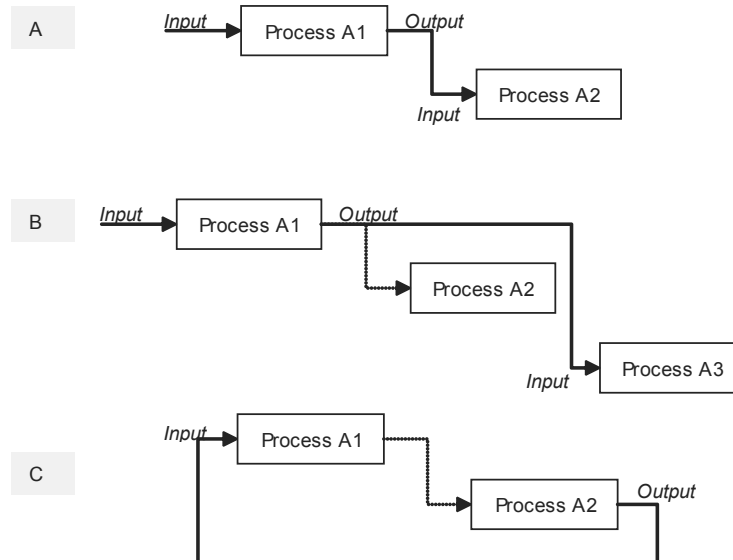 A
Input
Process A1
Output
Process A2
Input
B
Input
Process A1
Output
Process A2
Process A3
Input
C
Input
Process A1
Process A2
Output